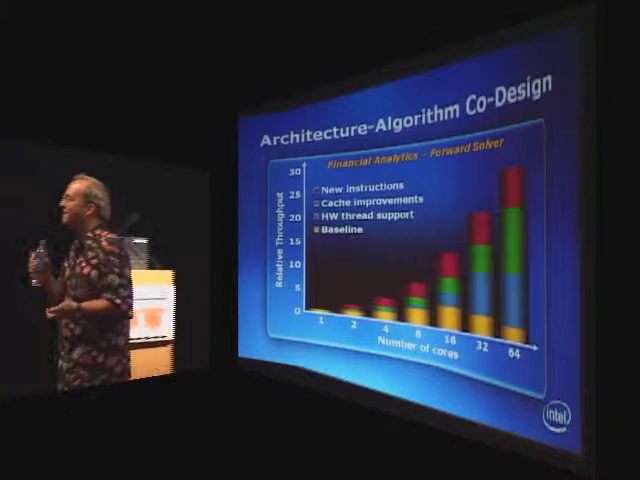 Architecture-Algorithm Co-Design
Financial Analytics – Forward Solver
Relative Throughput
30
25
20
15
10
5
0
New instructions
Cache improvements
HW thread support
Baseline
1 2 4 8 16 32 64
Number of cores
intel